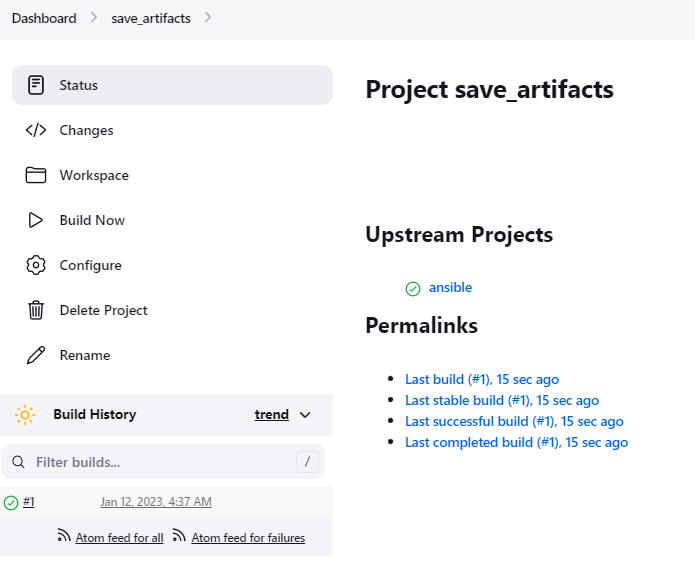 Dashboard > save_artifacts >
Status
Changes
Workspace
Build Now
Configure
Delete Project
Rename
Build History trend
Filter builds... /
#1 Jan 12, 2023, 4:37 AM
Atom feed for all Atom feed for failures
Project save_artifacts
Upstream Projects
ansible
Permalinks
• Last build (#1), 15 sec ago
• Last stable build (#1), 15 sec ago
• Last successful build (#1), 15 sec ago
• Last completed build (#1), 15 sec ago